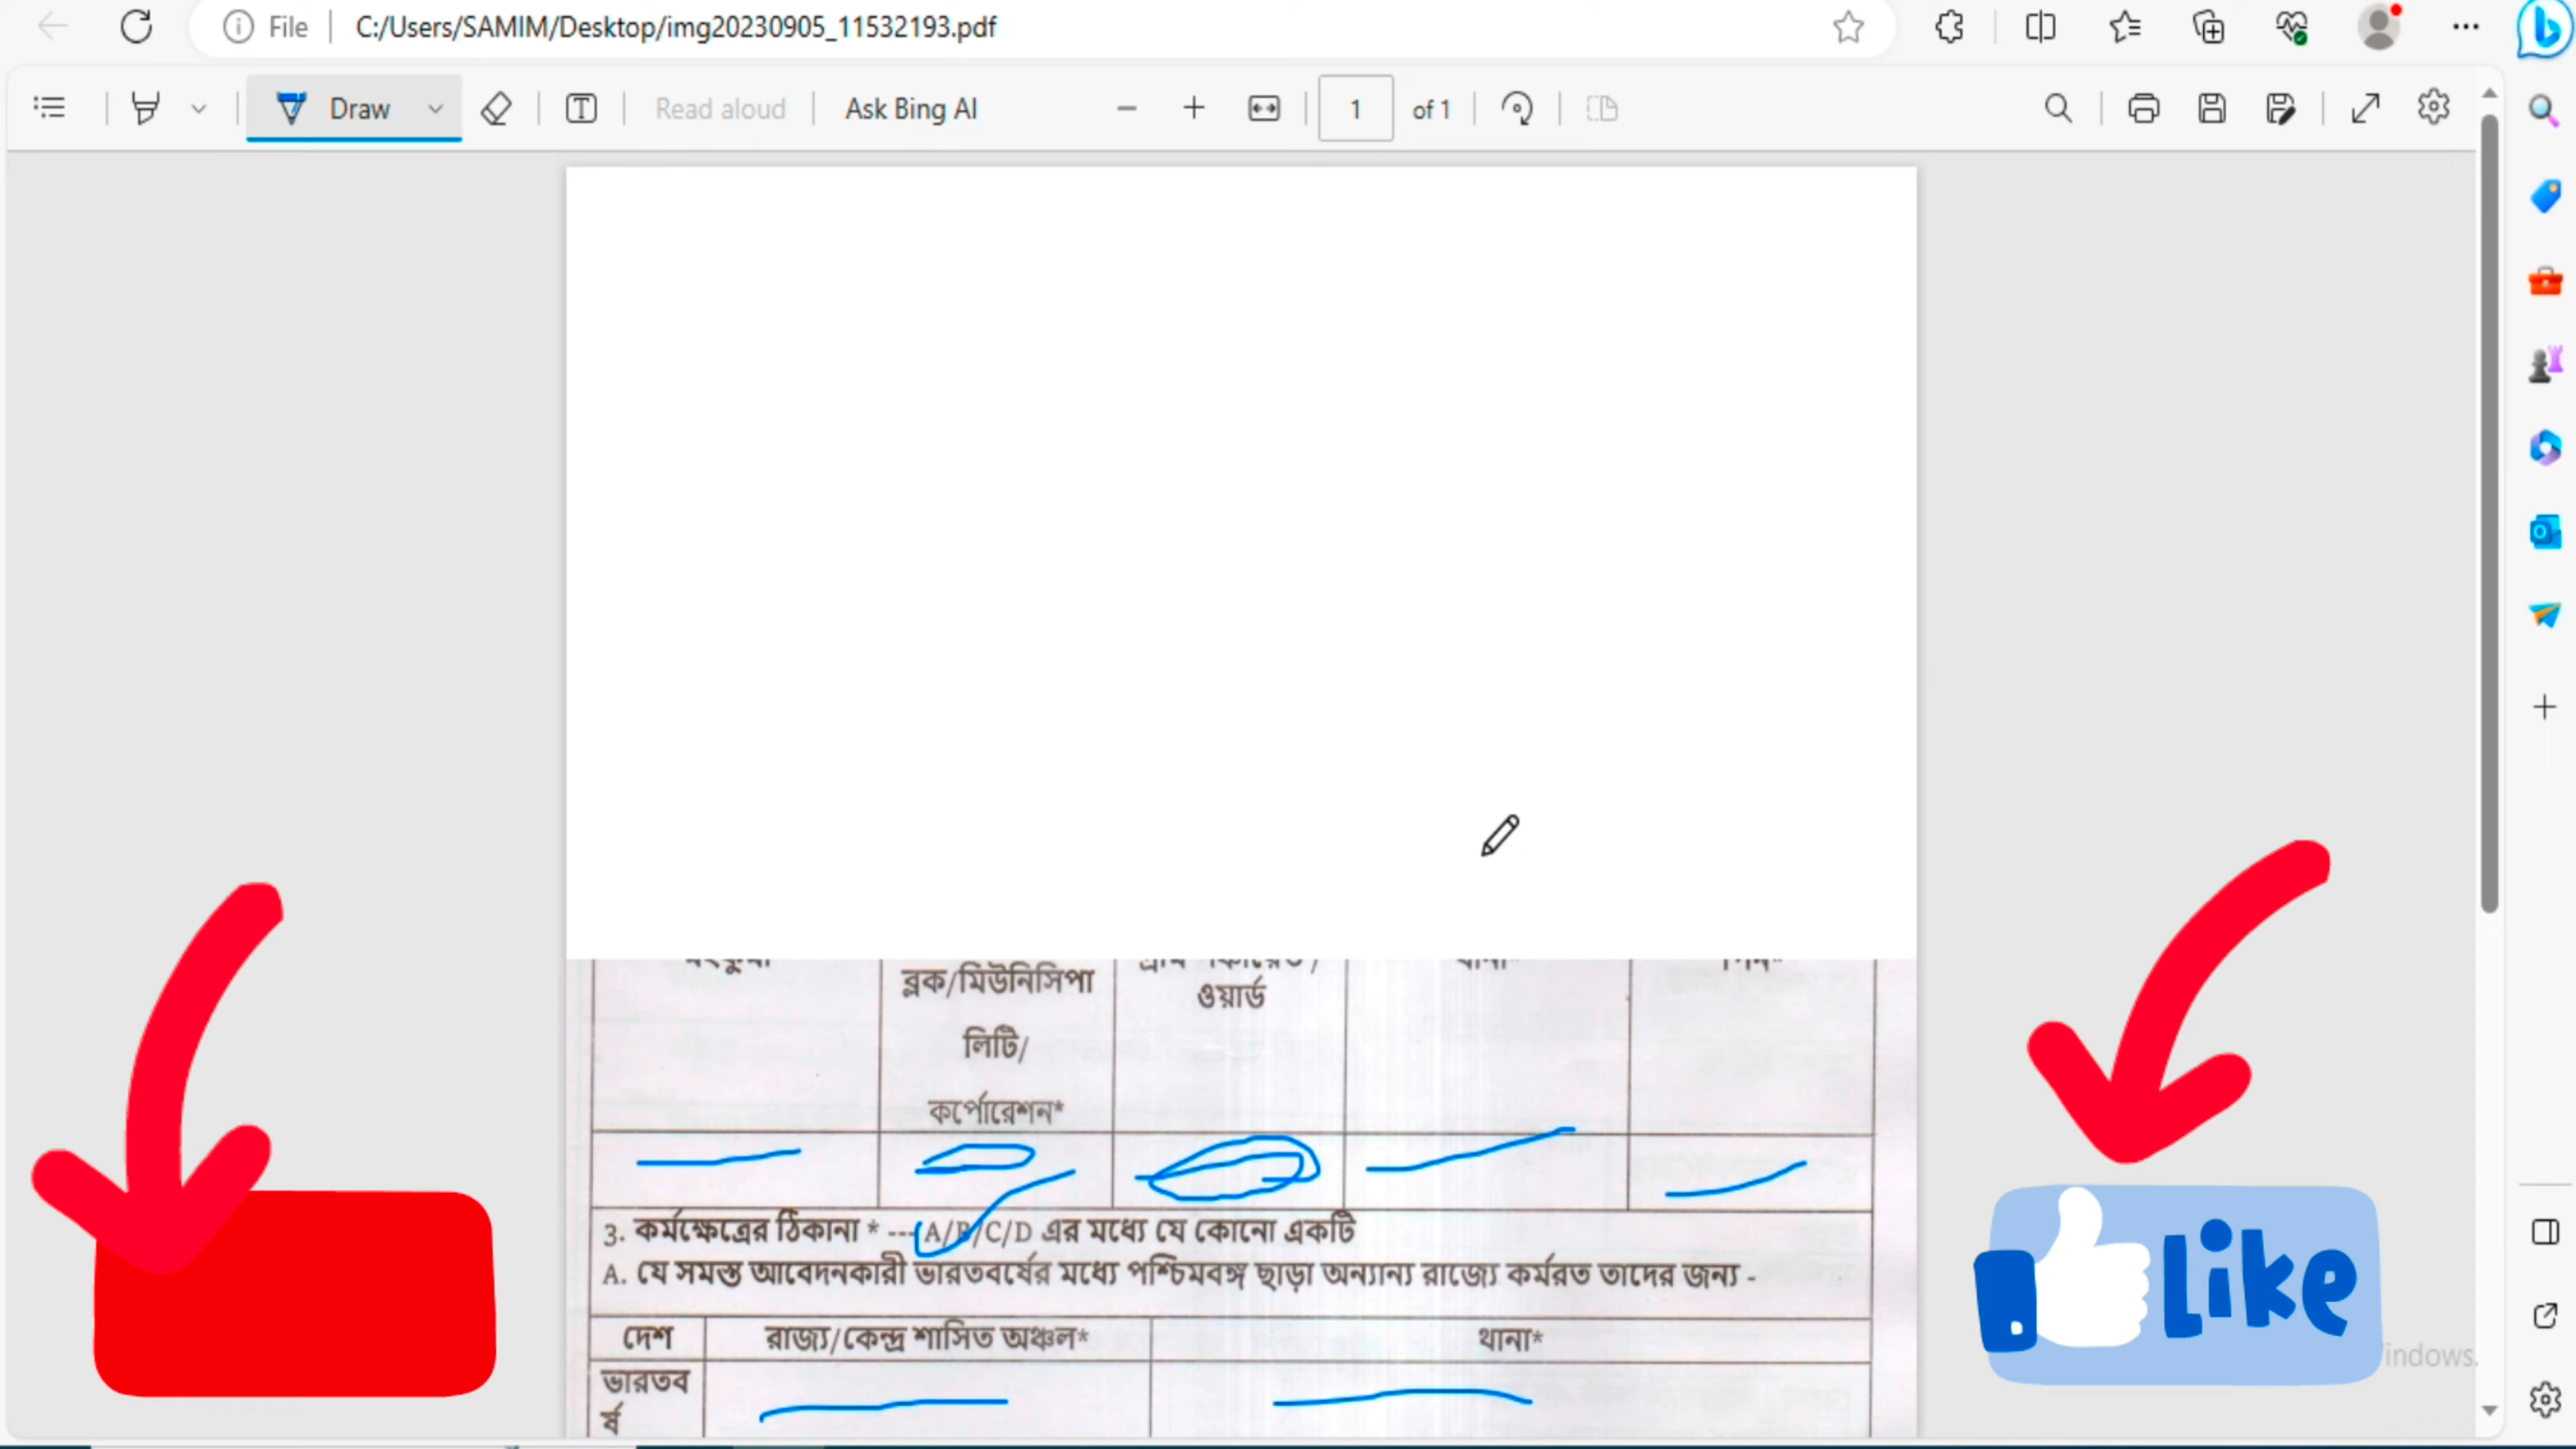 File C:/Users/SAMIM/Desktop/img20230905_11532193.pdf
Draw Read aloud Ask Bing AI 1 of 1
ব্লক/মিউনিসিপা
লিটি/
কর্পোরেশন*
ওয়ার্ড
থানা*
পিন*
3. কর্মক্ষেত্রের ঠিকানা * ---A/B/C/D এর মধ্যে যে কোনো একটি
A. যে সমস্ত আবেদনকারী ভারতবর্ষের মধ্যে পশ্চিমবঙ্গ ছাড়া অন্যান্য রাজ্যে কর্মরত তাদের জন্য -
দেশ রাজ্য/কেন্দ্র শাসিত অঞ্চল* থানা*
ভারতব
র্ষ
Like
indows.